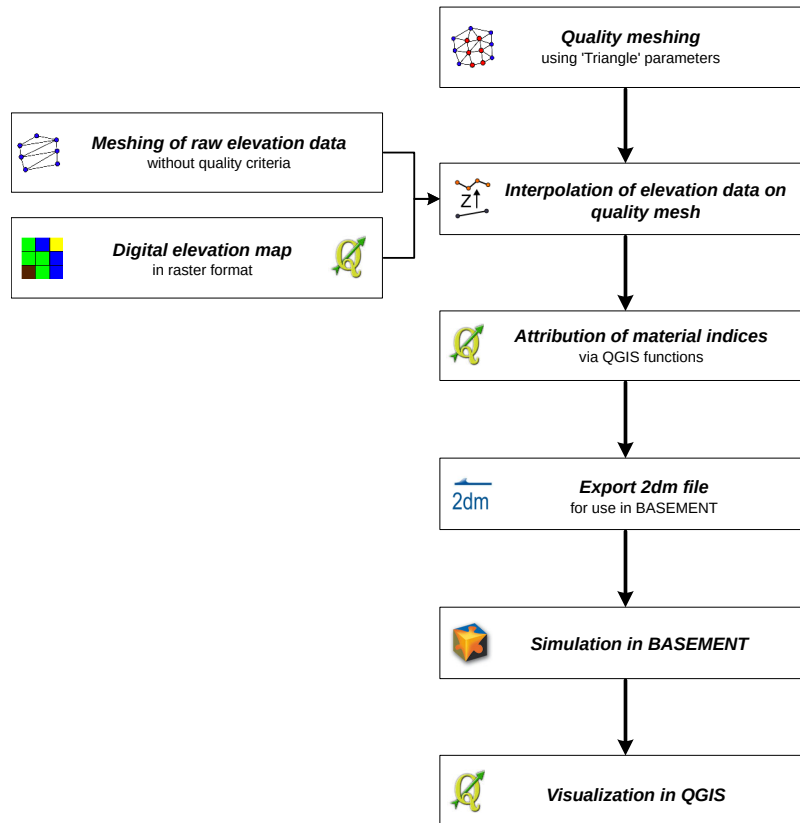 Quality meshing
using 'Triangle' parameters
Meshing of raw elevation data
without quality criteria
Z
Interpolation of elevation data on
quality mesh
Digital elevation map
in raster format
Attribution of material indices
via QGIS functions
2dm
Export 2dm file
for use in BASEMENT
Simulation in BASEMENT
Visualization in QGIS